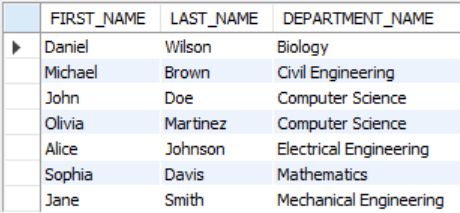 FIRST_NAME LAST_NAME DEPARTMENT_NAME
Daniel Wilson Biology
Michael Brown Civil Engineering
John Doe Computer Science
Olivia Martinez Computer Science
Alice Johnson Electrical Engineering
Sophia Davis Mathematics
Jane Smith Mechanical Engineering